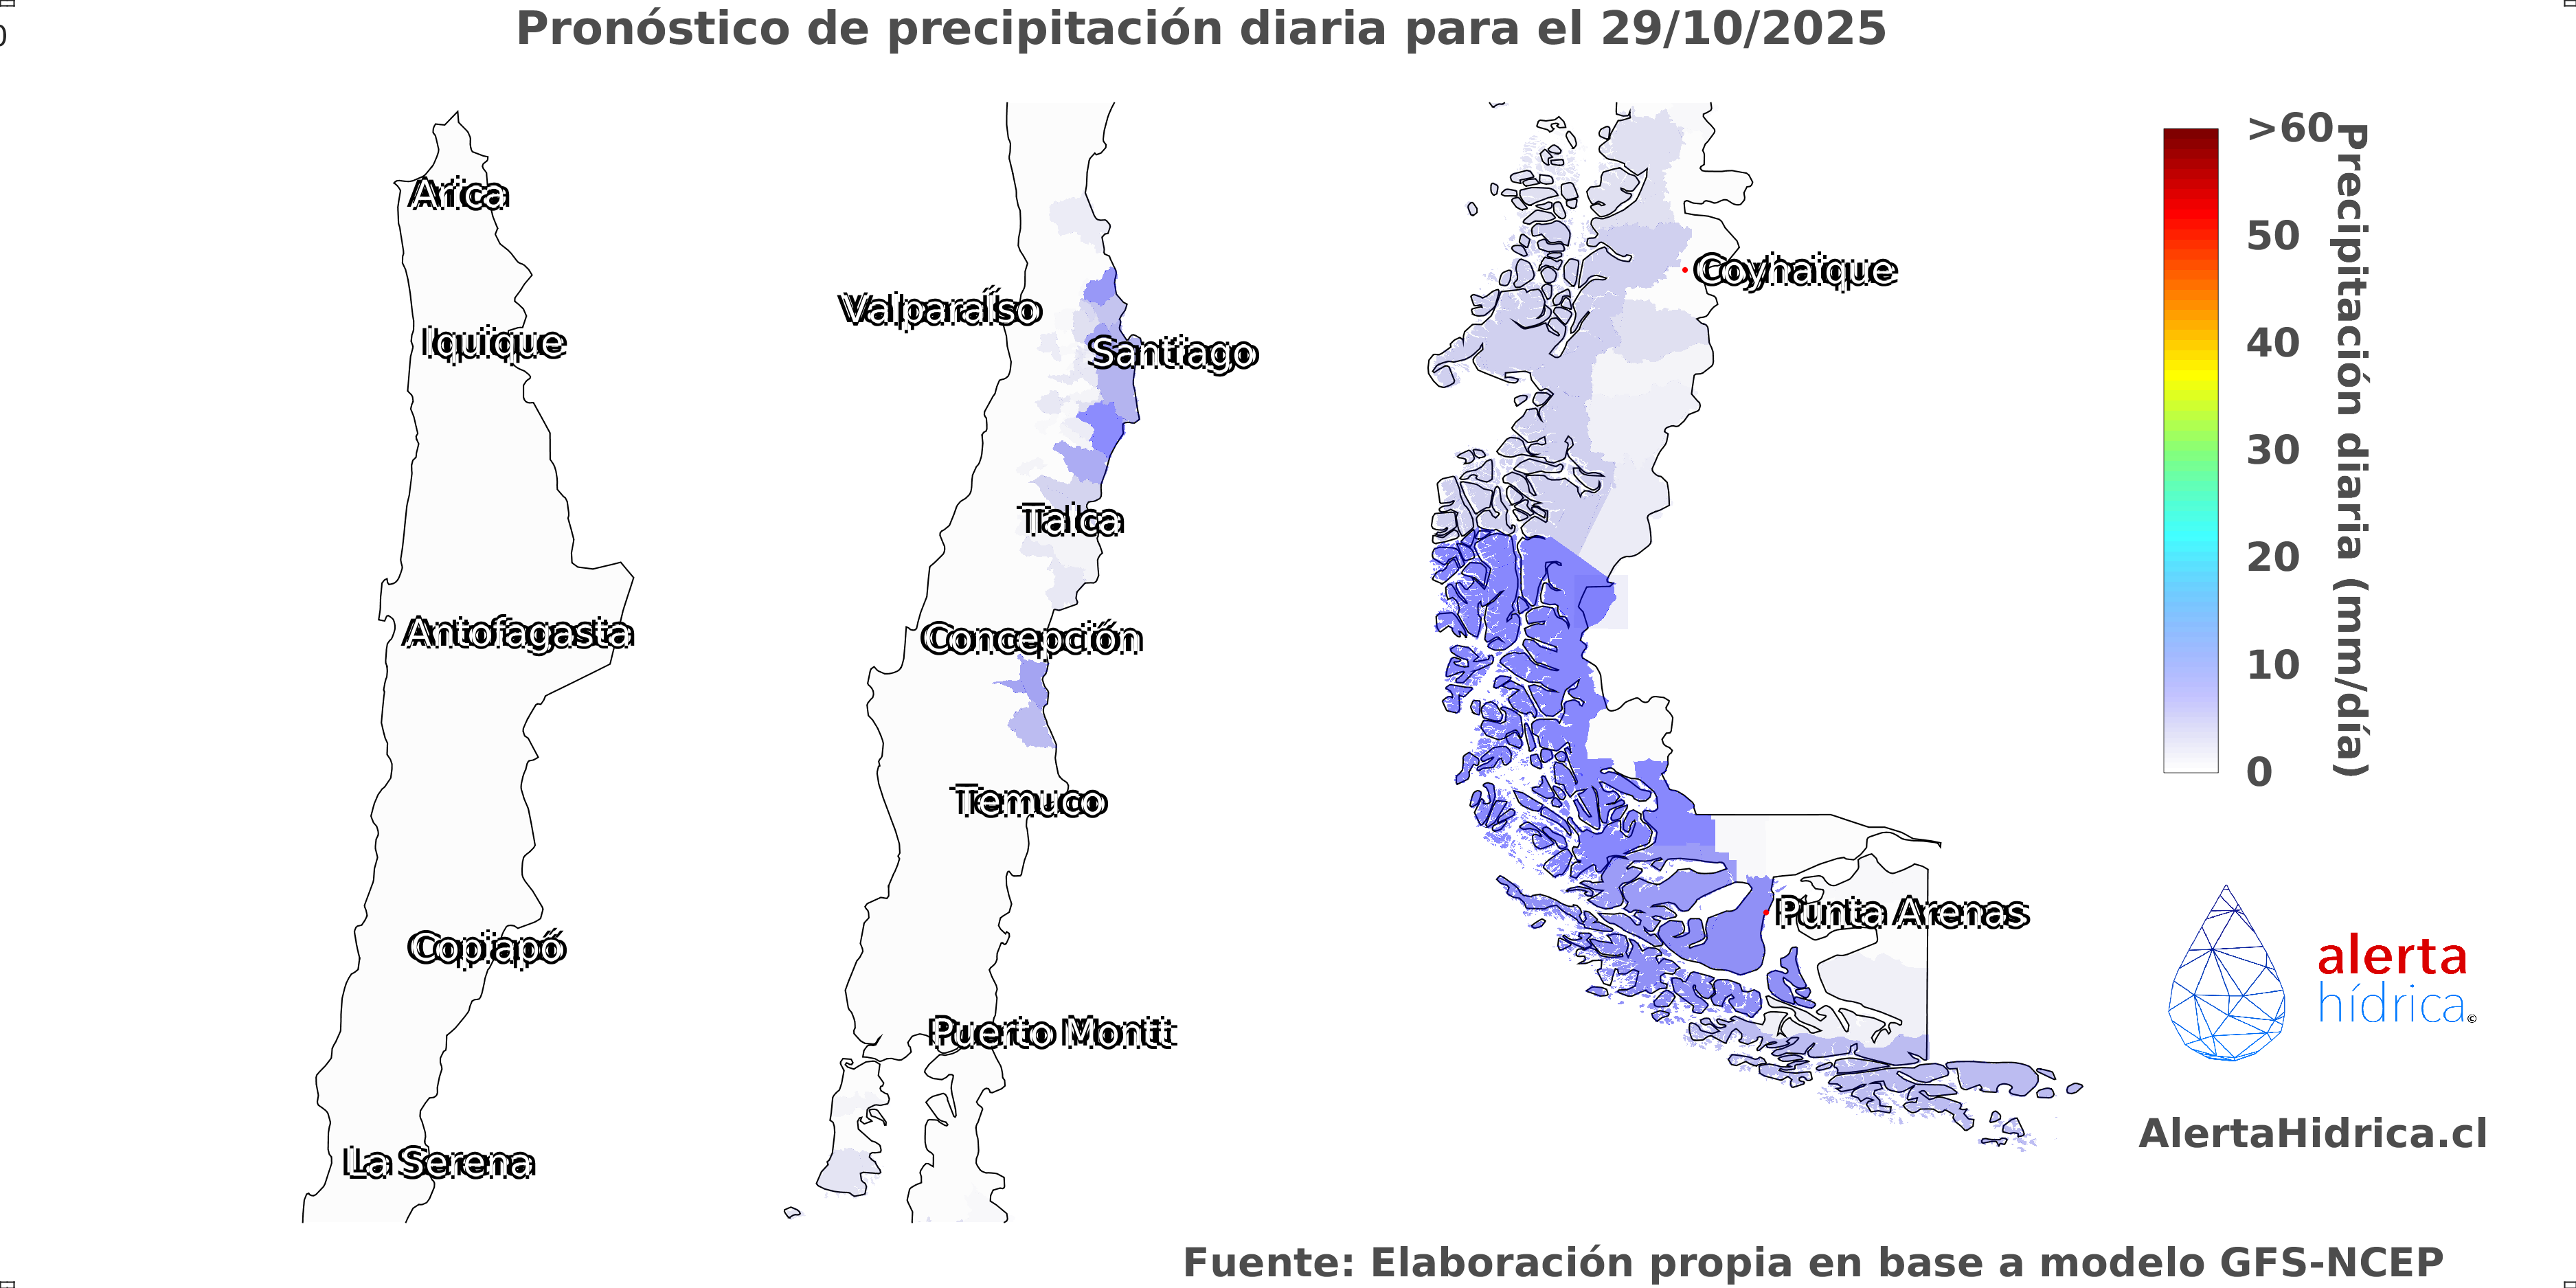 Pronóstico de precipitación diaria para el 29/10/2025
0
Arica
Iquique
Antofagasta
Copiapó
La Serena
Valparaíso
Santiago
Talca
Concepción
Temuco
Puerto Montt
Coyhaique
Punta Arenas
>60
50
40
30
20
10
0
Precipitación diaria (mm/día)
alerta
hídrica©
AlertaHidrica.cl
Fuente: Elaboración propia en base a modelo GFS-NCEP